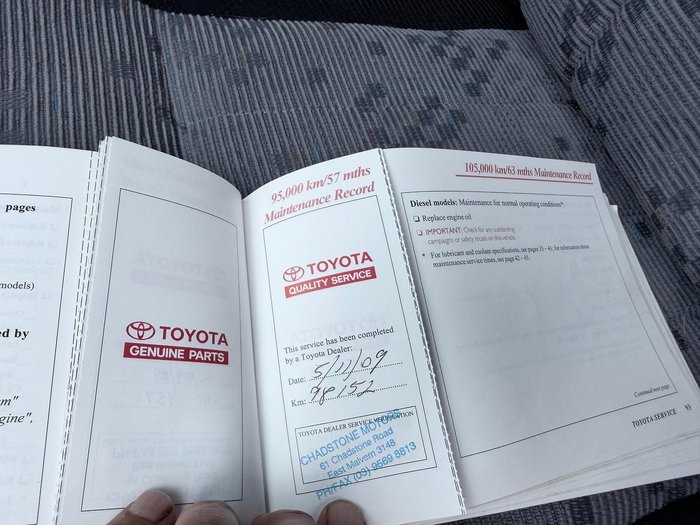 pages
models)
ed by
m"
gine",
TOYOTA
GENUINE PARTS
95,000 km/57 mths
Maintenance Record
TOYOTA
QUALITY SERVICE
This service has been completed
by a Toyota Dealer:
Date: 5/11/09
Km: 98152
TOYOTA DEALER SERVICE VERIFICATION
CHADSTONE MOTORS
61 Chadstone Road
East Malvern 3148
PH/FAX (03) 9569 8813
105,000 km/63 mths Maintenance Record
Diesel models: Maintenance for normal operating conditions*:
❑ Replace engine oil
❑ IMPORTANT: Check for any outstanding
campaigns or safety recalls on this vehicle.
* For lubricant and coolant specifications, see pages 35 – 41; for information about
maintenance service times, see page 42 – 45.
Continued next page
TOYOTA SERVICE 93